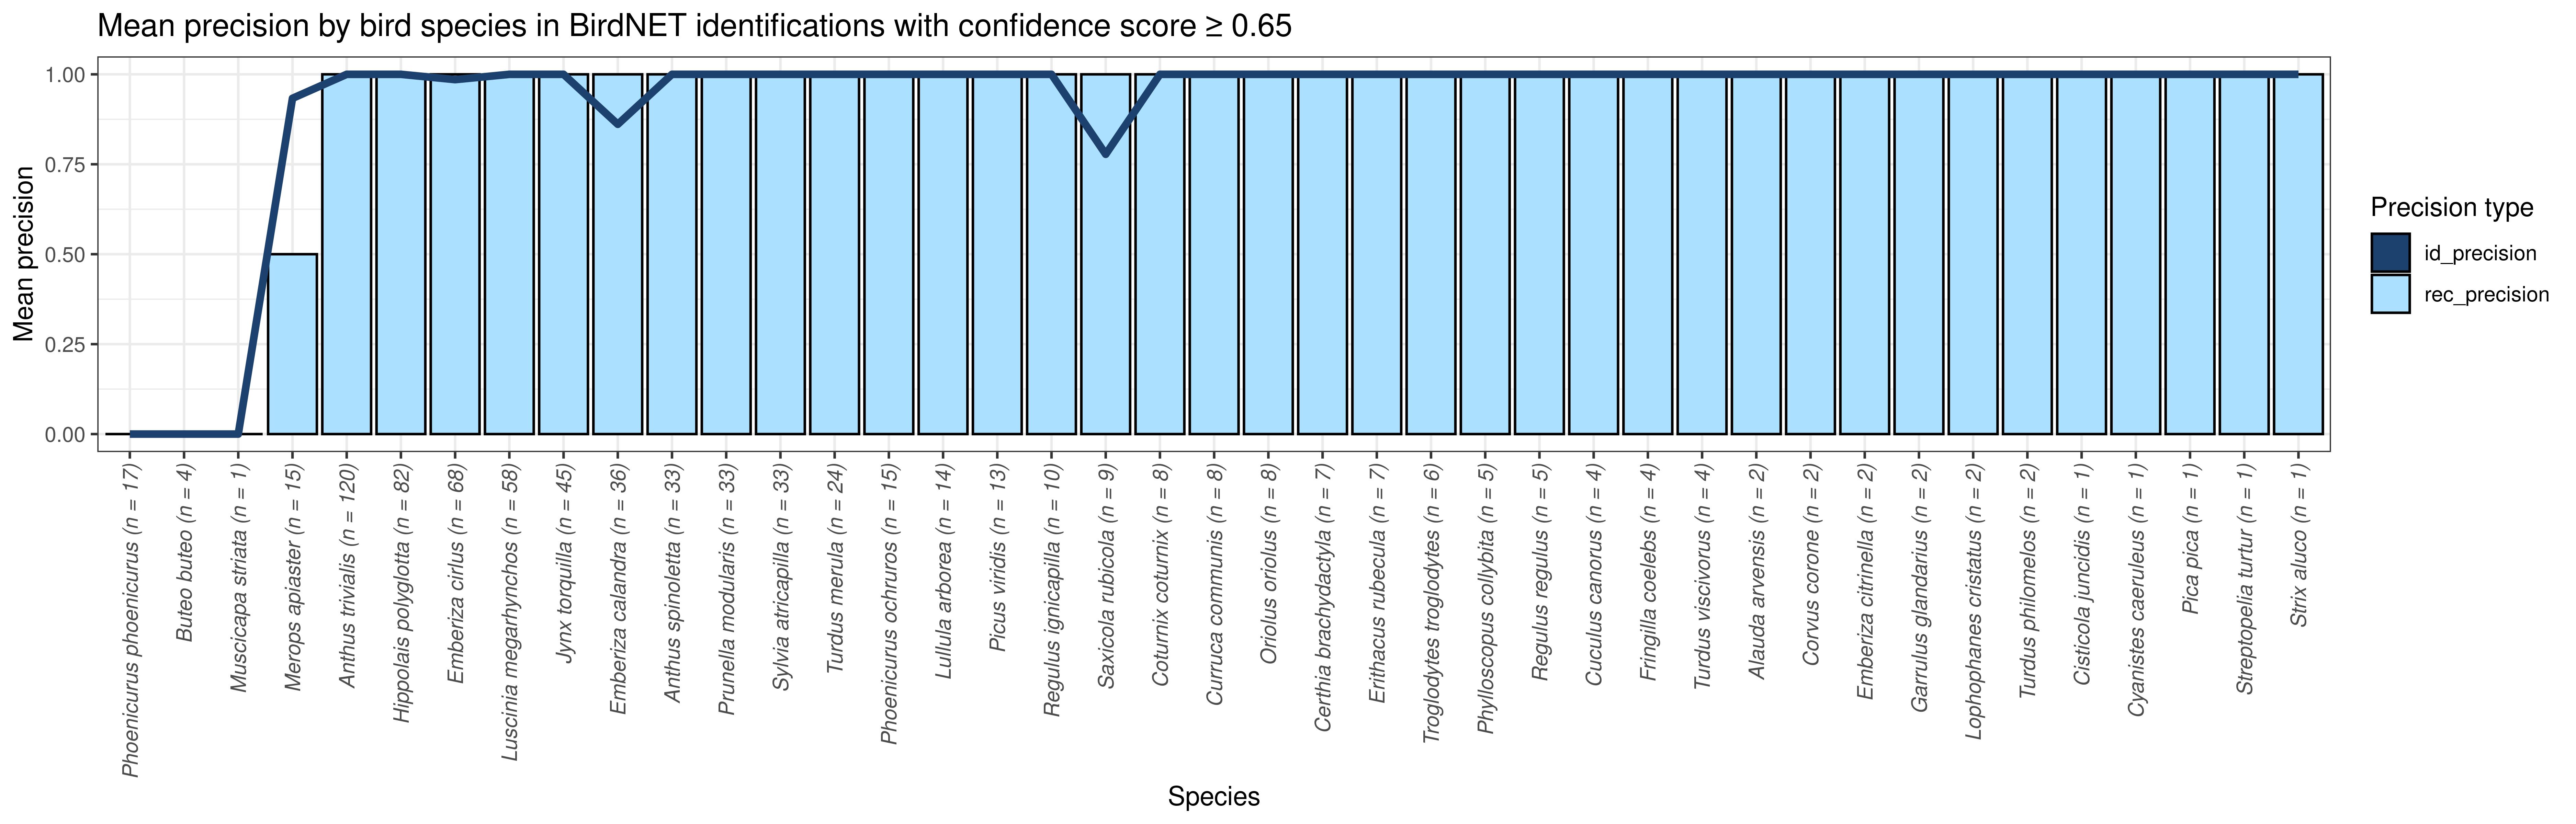 Mean precision by bird species in BirdNET identifications with confidence score ≥ 0.65
Mean precision
1.00
0.75
0.50
0.25
0.00
Phoenicurus phoenicurus (n = 17)
Buteo buteo (n = 4)
Muscicapa striata (n = 1)
Merops apiaster (n = 15)
Anthus trivialis (n = 120)
Hippolais polyglotta (n = 82)
Emberiza cirlus (n = 68)
Luscinia megarhynchos (n = 58)
Jynx torquilla (n = 45)
Emberiza calandra (n = 36)
Anthus spinoletta (n = 33)
Prunella modularis (n = 33)
Sylvia atricapilla (n = 33)
Turdus merula (n = 24)
Phoenicurus ochruros (n = 15)
Lullula arborea (n = 14)
Picus viridis (n = 13)
Regulus ignicapilla (n = 10)
Saxicola rubicola (n = 9)
Coturnix coturnix (n = 8)
Curruca communis (n = 8)
Oriolus oriolus (n = 8)
Certhia brachydactyla (n = 7)
Erithacus rubecula (n = 7)
Troglodytes troglodytes (n = 6)
Phylloscopus collybita (n = 5)
Regulus regulus (n = 5)
Cuculus canorus (n = 4)
Fringilla coelebs (n = 4)
Turdus viscivorus (n = 4)
Alauda arvensis (n = 2)
Corvus corone (n = 2)
Emberiza citrinella (n = 2)
Garrulus glandarius (n = 2)
Lophophanes cristatus (n = 2)
Turdus philomelos (n = 2)
Cisticola juncidis (n = 1)
Cyanistes caeruleus (n = 1)
Pica pica (n = 1)
Streptopelia turtur (n = 1)
Strix aluco (n = 1)
Species
Precision type
id_precision
rec_precision